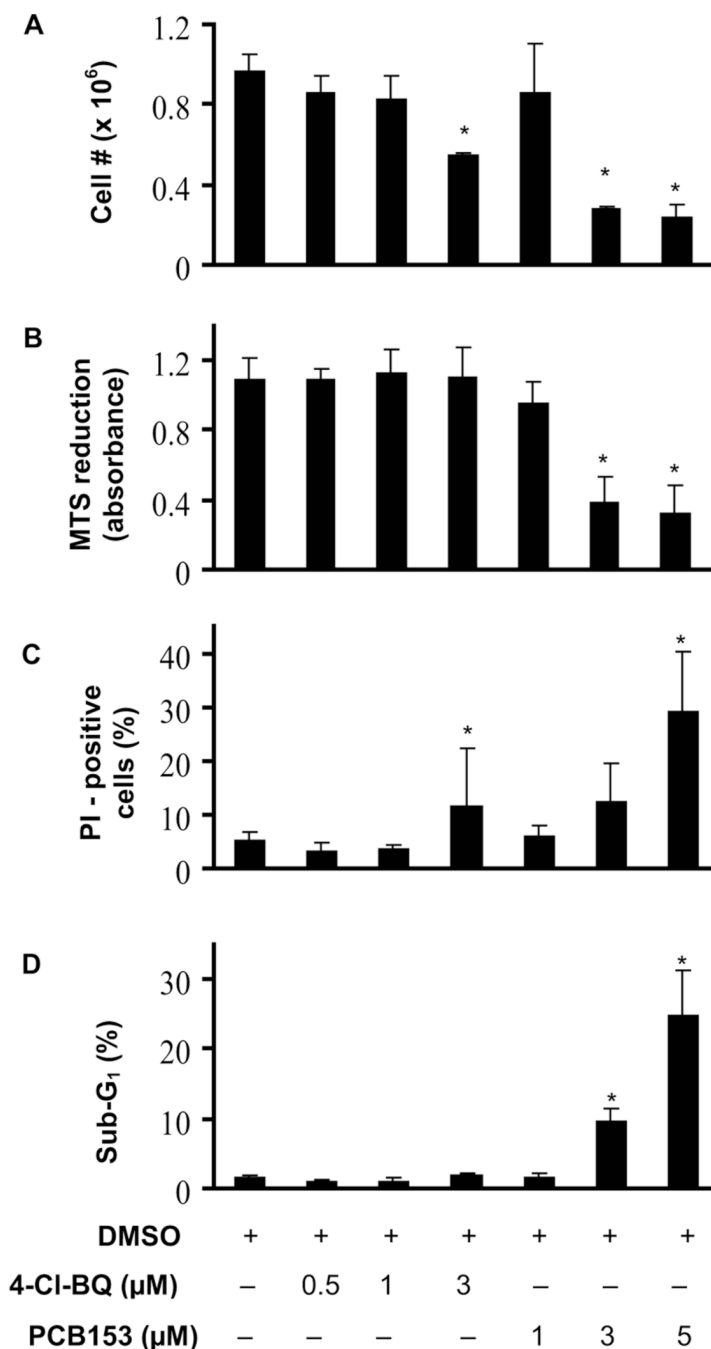 A
Cell # (x 10⁶)
1.2
0.8
0.4
0
*
*
*
B
MTS reduction
(absorbance)
1.2
0.8
0.4
0
*
*
C
PI - positive
cells (%)
40
30
20
10
0
*
*
D
Sub-G₁ (%)
30
20
10
0
*
*
DMSO + + + + + + +
4-Cl-BQ (µM) – 0.5 1 3 – – –
PCB153 (µM) – – – – 1 3 5